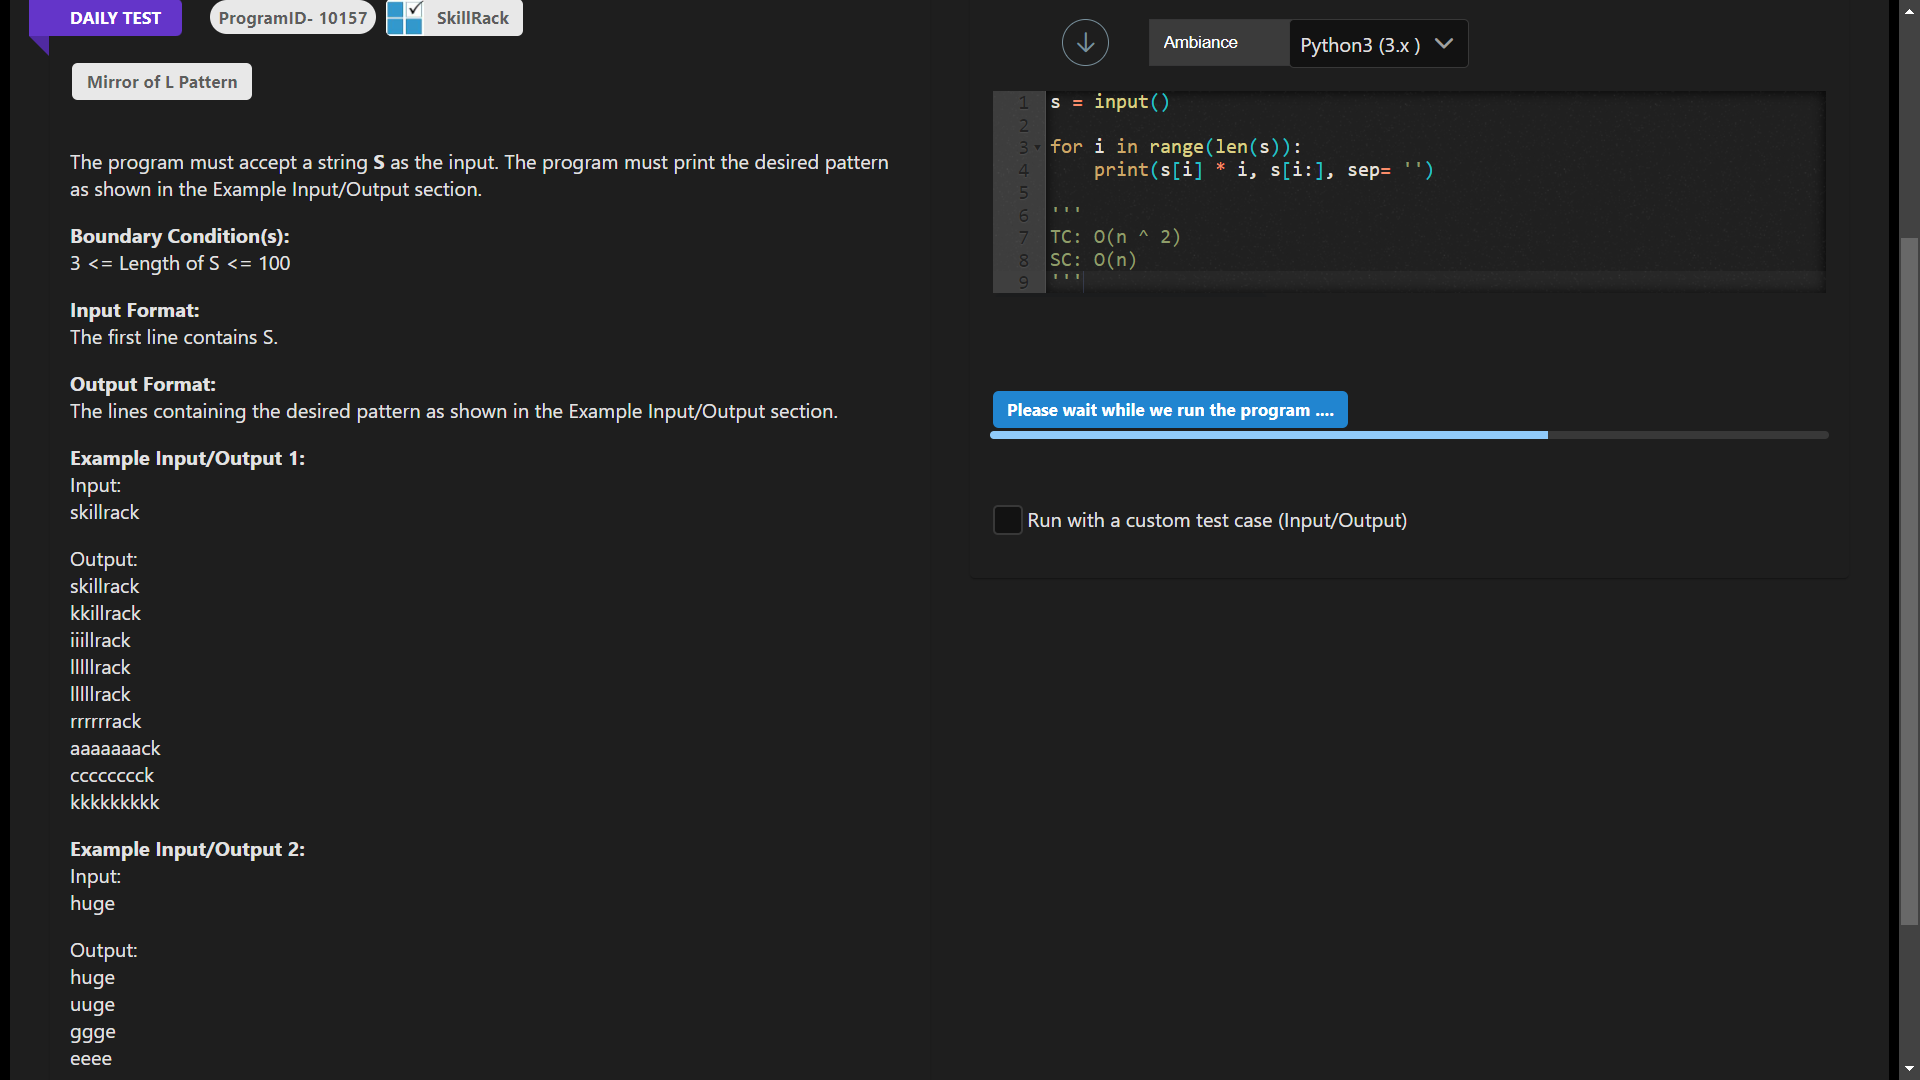 DAILY TEST
ProgramID- 10157
SkillRack
Mirror of L Pattern
The program must accept a string S as the input. The program must print the desired pattern
as shown in the Example Input/Output section.
Boundary Condition(s):
3 <= Length of S <= 100
Input Format:
The first line contains S.
Output Format:
The lines containing the desired pattern as shown in the Example Input/Output section.
Example Input/Output 1:
Input:
skillrack
Output:
skillrack
kkillrack
iiillrack
lllllrack
lllllrack
rrrrrrack
aaaaaaack
cccccccck
kkkkkkkkk
Example Input/Output 2:
Input:
huge
Output:
huge
uuge
ggge
eeee
Ambiance
Python3 (3.x )
1 s = input()
2
3 for i in range(len(s)):
4     print(s[i] * i, s[i:], sep= '')
5
6 '''
7 TC: O(n ^ 2)
8 SC: O(n)
9 '''
Please wait while we run the program ....
Run with a custom test case (Input/Output)